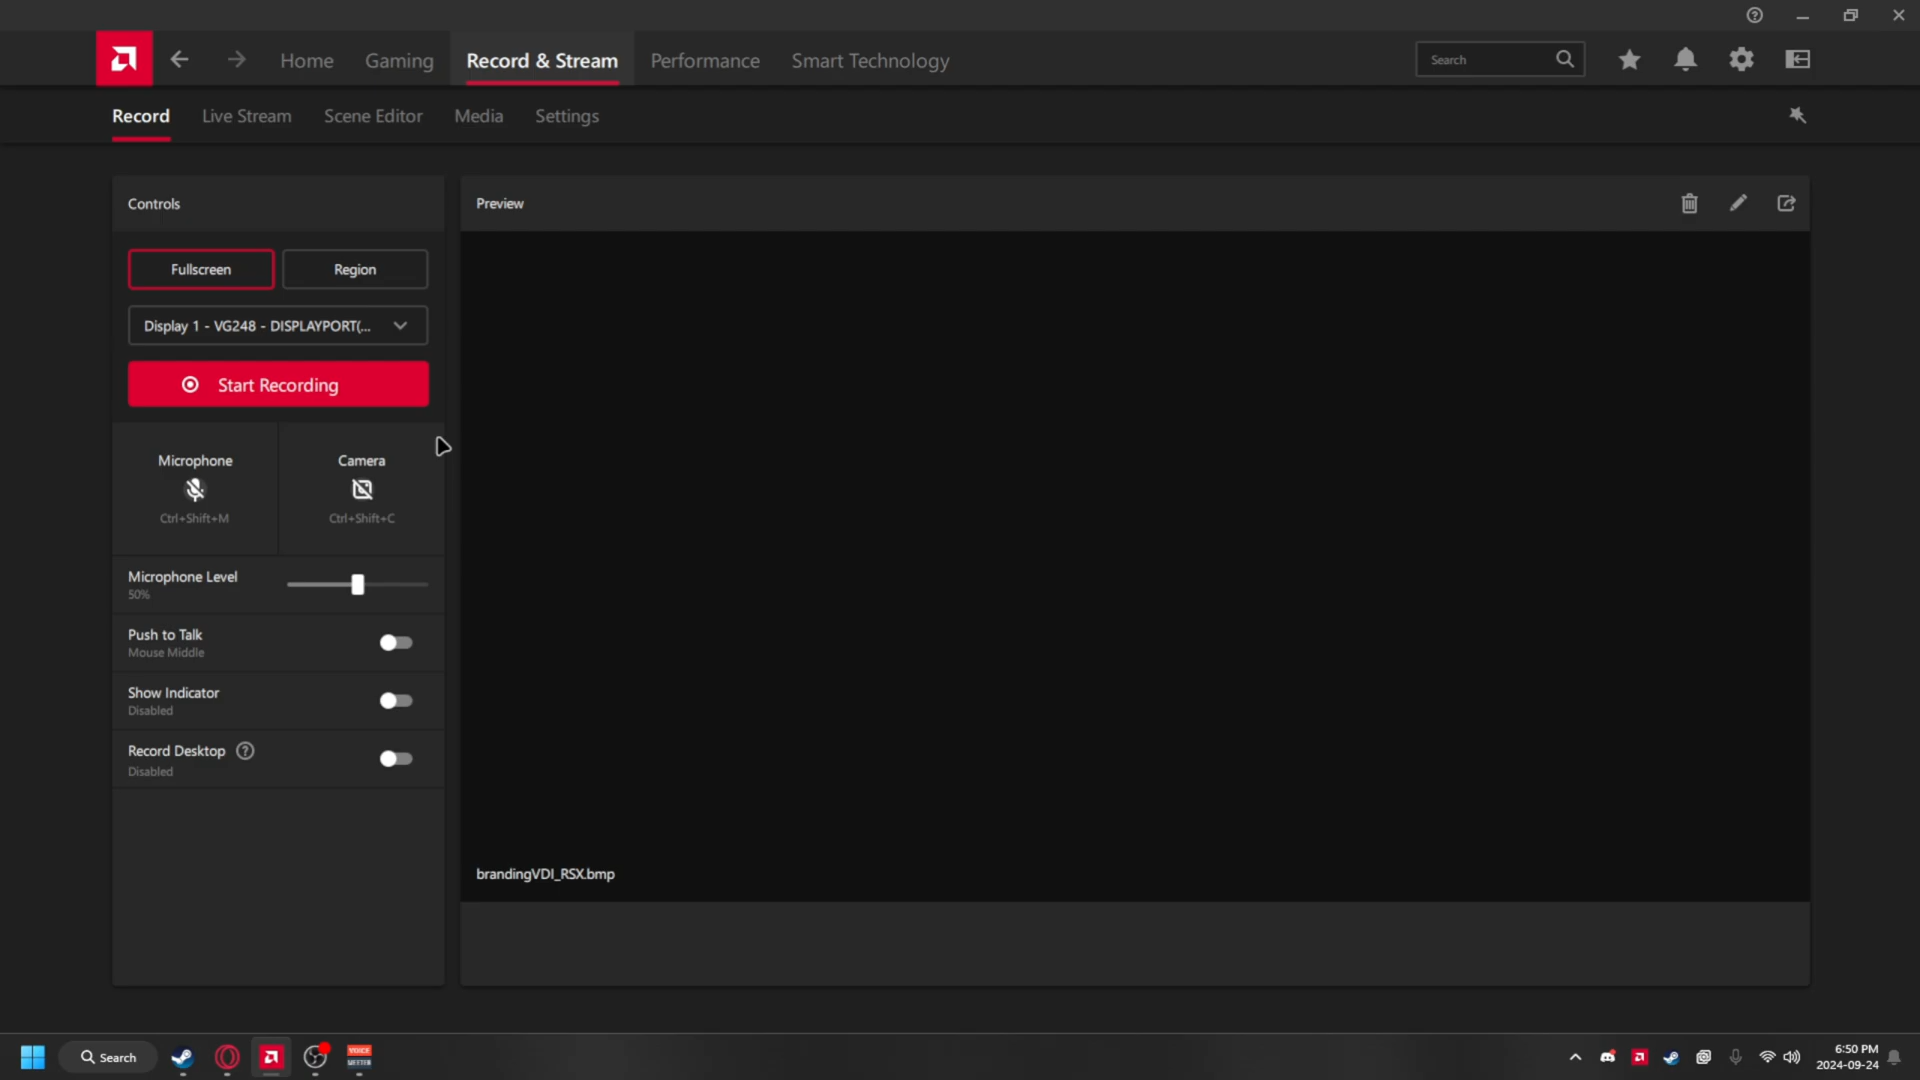 Home
Gaming
Record & Stream
Performance
Smart Technology
Search
Record
Live Stream
Scene Editor
Media
Settings
Controls
Fullscreen
Region
Display 1 - VG248 - DISPLAYPORT(...
Start Recording
Microphone
Ctrl+Shift+M
Camera
Ctrl+Shift+C
Microphone Level
50%
Push to Talk
Mouse Middle
Show Indicator
Disabled
Record Desktop
Disabled
Preview
brandingVDI_RSX.bmp
Search
VOICE
MEETER
6:50 PM
2024-09-24